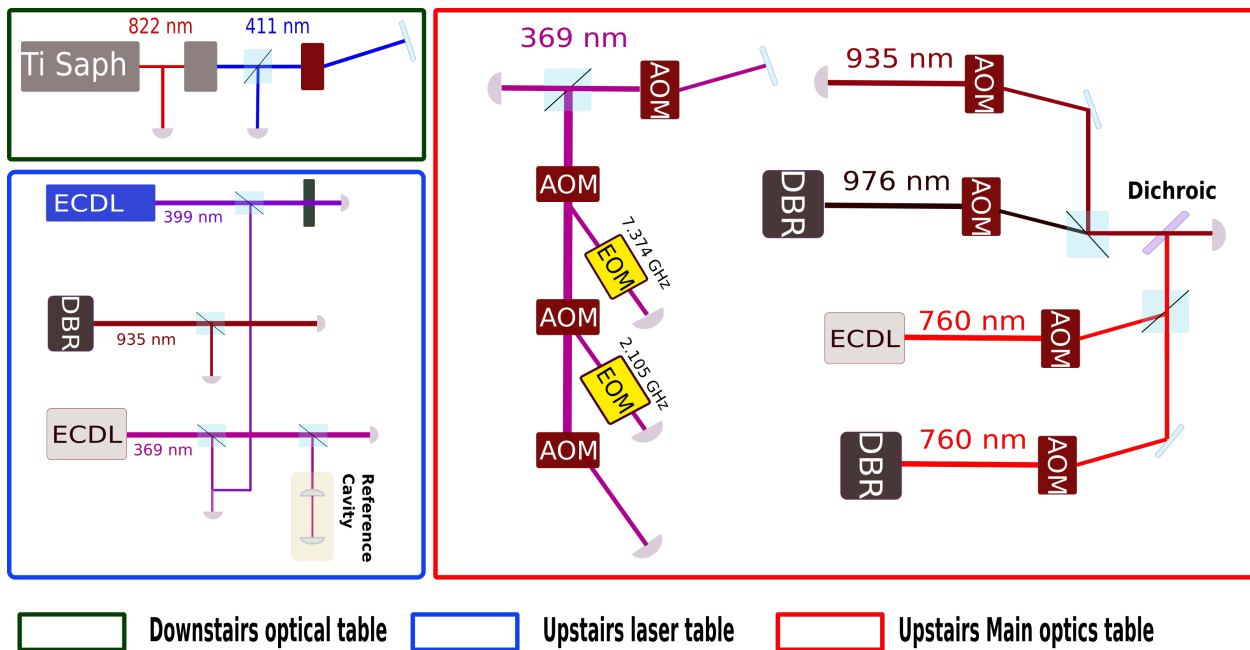 822 nm
411 nm
Ti Saph
ECDL
399 nm
DBR
935 nm
ECDL
369 nm
Reference
Cavity
369 nm
AOM
AOM
EOM
7.374 GHz
AOM
EOM
2.105 GHz
AOM
935 nm
AOM
DBR
976 nm
AOM
Dichroic
ECDL
760 nm
AOM
DBR
760 nm
AOM
Downstairs optical table
Upstairs laser table
Upstairs Main optics table